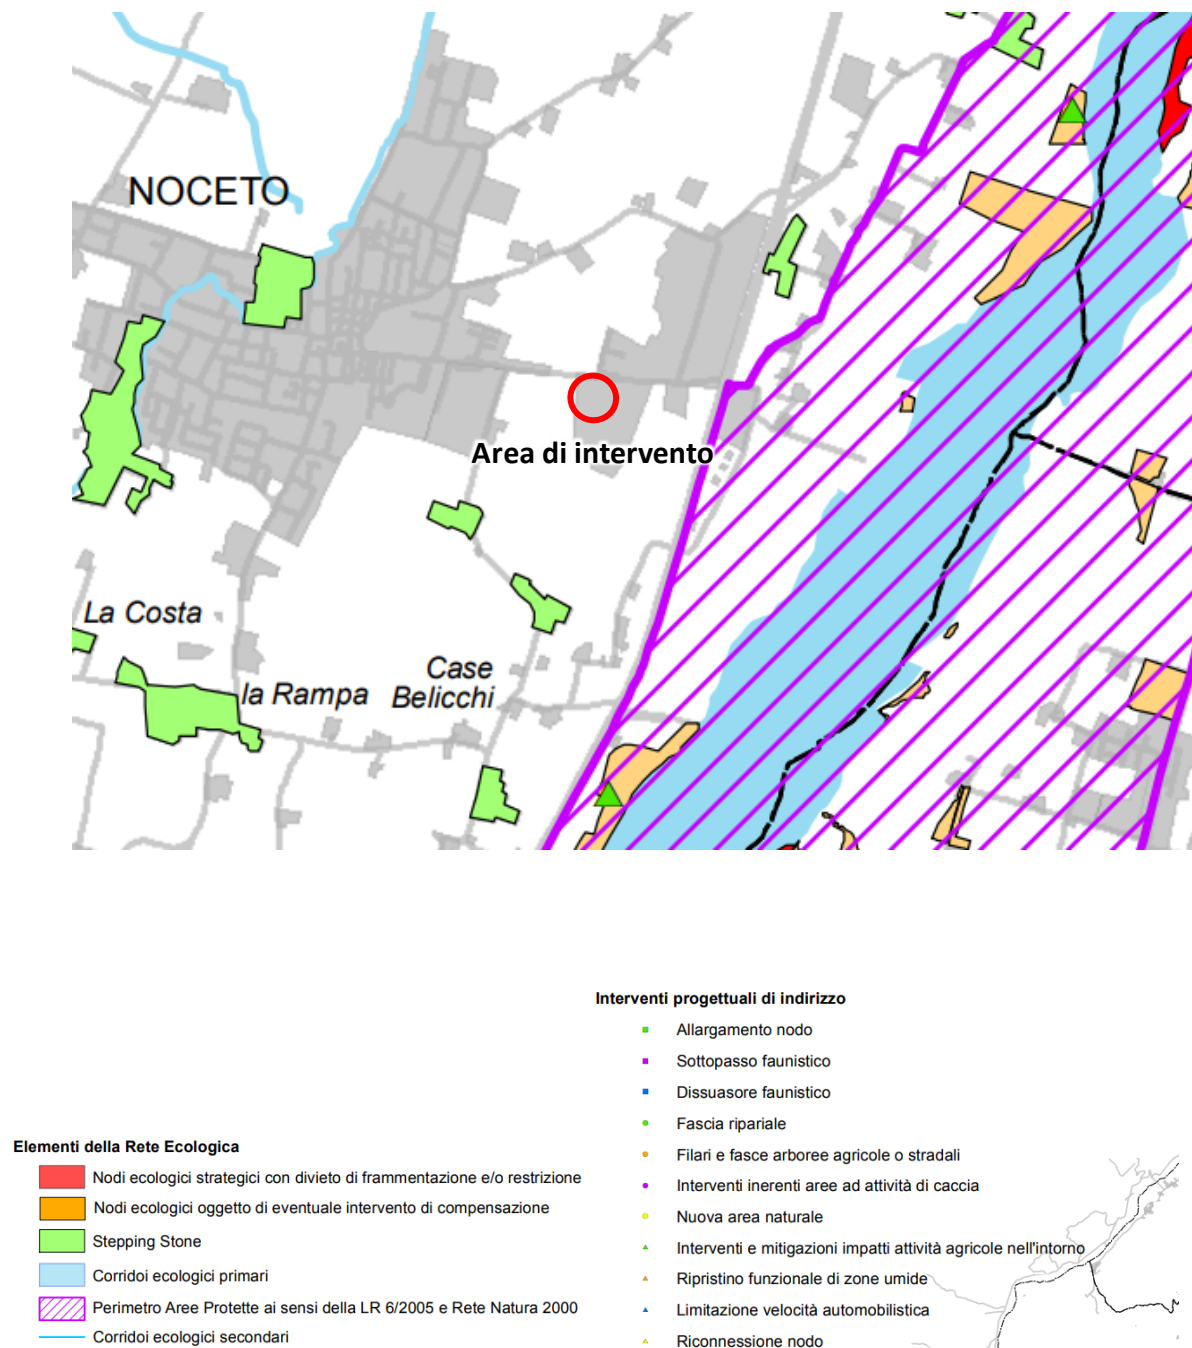 NOCETO
Area di intervento
La Costa
la Rampa
Case
Belicchi
Interventi progettuali di indirizzo
Allargamento nodo
Sottopasso faunistico
Dissuasore faunistico
Fascia ripariale
Filari e fasce arboree agricole o stradali
Interventi inerenti aree ad attività di caccia
Nuova area naturale
Interventi e mitigazioni impatti attività agricole nell'intorno
Ripristino funzionale di zone umide
Limitazione velocità automobilistica
Riconnessione nodo
Elementi della Rete Ecologica
Nodi ecologici strategici con divieto di frammentazione e/o restrizione
Nodi ecologici oggetto di eventuale intervento di compensazione
Stepping Stone
Corridoi ecologici primari
Perimetro Aree Protette ai sensi della LR 6/2005 e Rete Natura 2000
Corridoi ecologici secondari